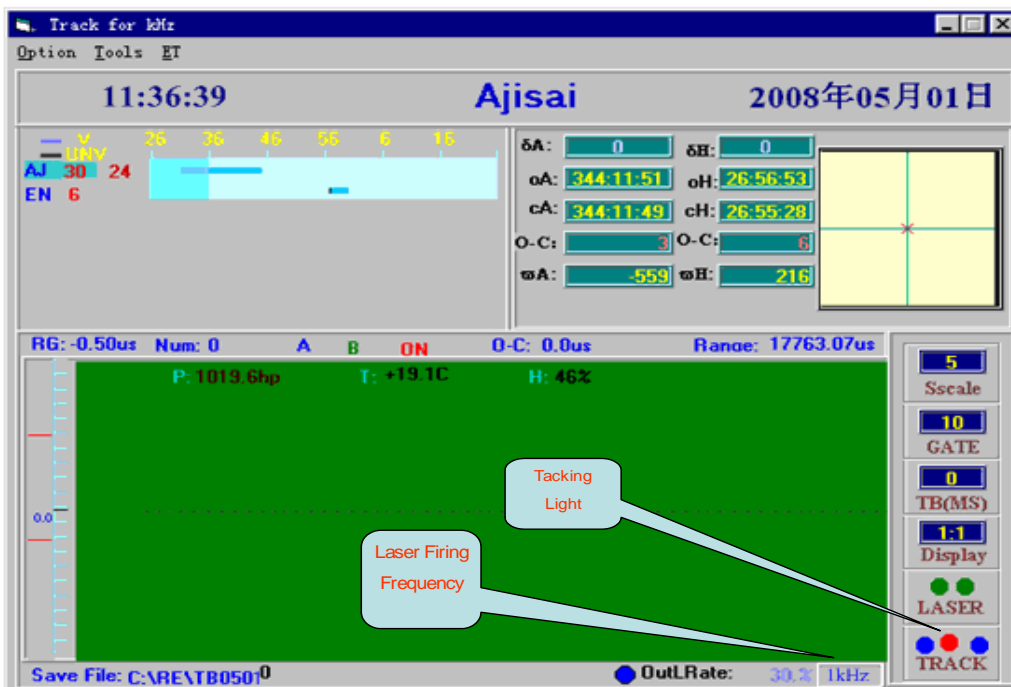 Track for kHz
Option Tools ET
11:36:39 Ajisai 2008年05月01日
V 26 36 46 56 6 16
UNV
AJ 30 24
EN 6
δA: 0 δH: 0
oA: 344:11:51 oH: 26:56:53
cA: 344:11:49 cH: 26:55:28
O-C: 3 O-C: 6
ϖA: -559 ϖH: 216
RG: -0.50us Num: 0 A B ON O-C: 0.0us Range: 17763.07us
P: 1019.6hp T: +19.1C H: 46%
5
Sscale
10
GATE
Tacking
Light
0
TB(MS)
0.0
1:1
Display
Laser Firing
Frequency
LASER
TRACK
Save File: C:\RE\TB0501 0 OutLRate: 30.% 1kHz